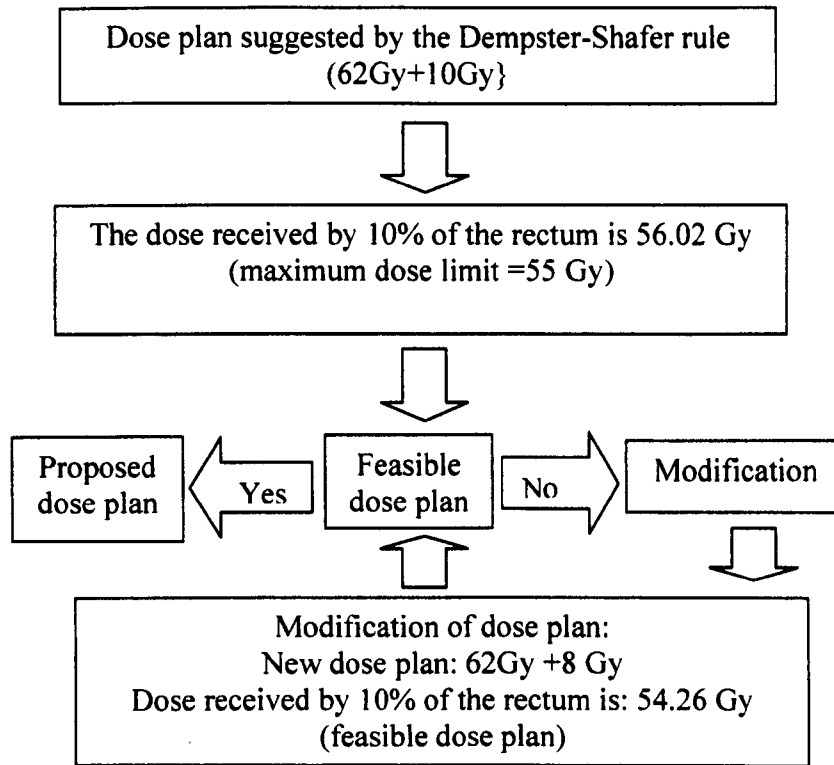 Dose plan suggested by the Dempster-Shafer rule
(62Gy+10Gy}
The dose received by 10% of the rectum is 56.02 Gy
(maximum dose limit =55 Gy)
Proposed
dose plan
Yes
Feasible
dose plan
No
Modification
Modification of dose plan:
New dose plan: 62Gy +8 Gy
Dose received by 10% of the rectum is: 54.26 Gy
(feasible dose plan)